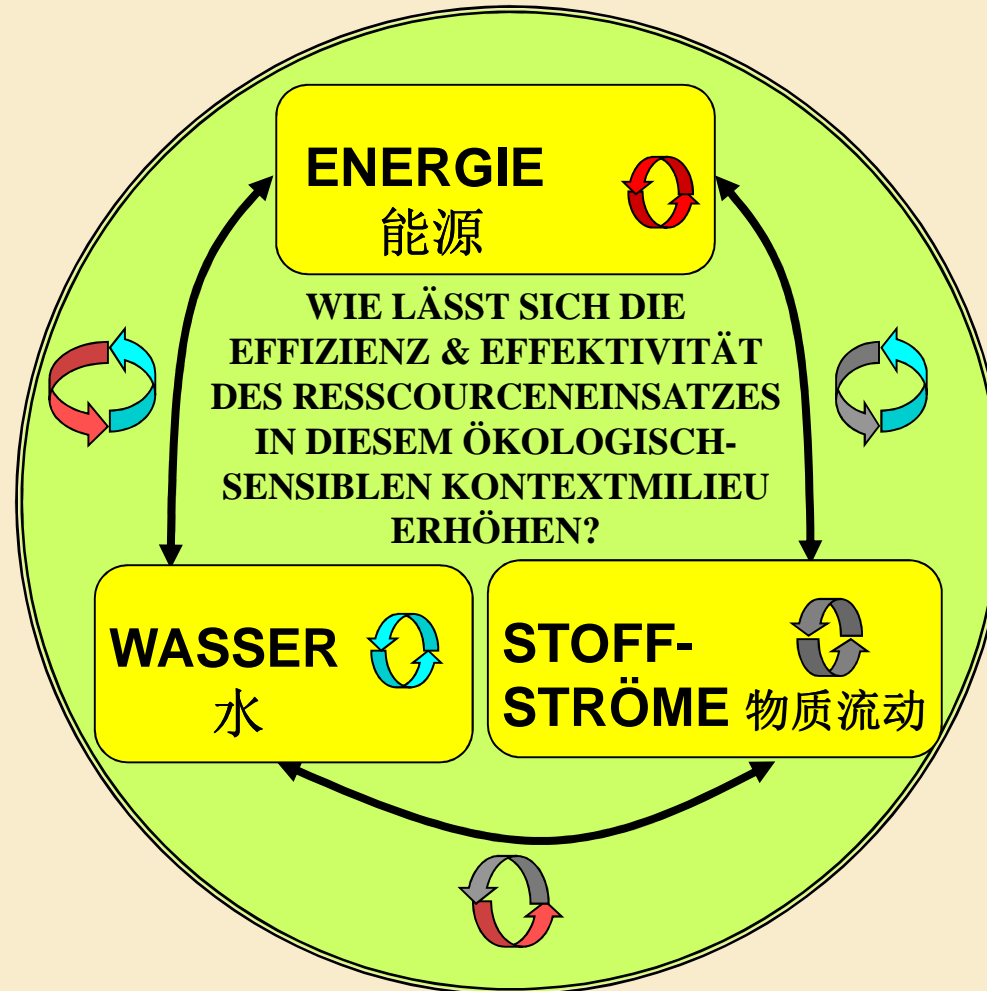 ENERGIE
能源
WIE LÄSST SICH DIE
EFFIZIENZ & EFFEKTIVITÄT
DES RESSCOURCENEINSATZES
IN DIESEM ÖKOLOGISCH-
SENSIBLEN KONTEXTMILIEU
ERHÖHEN?
WASSER
水
STOFF-
STRÖME 物质流动